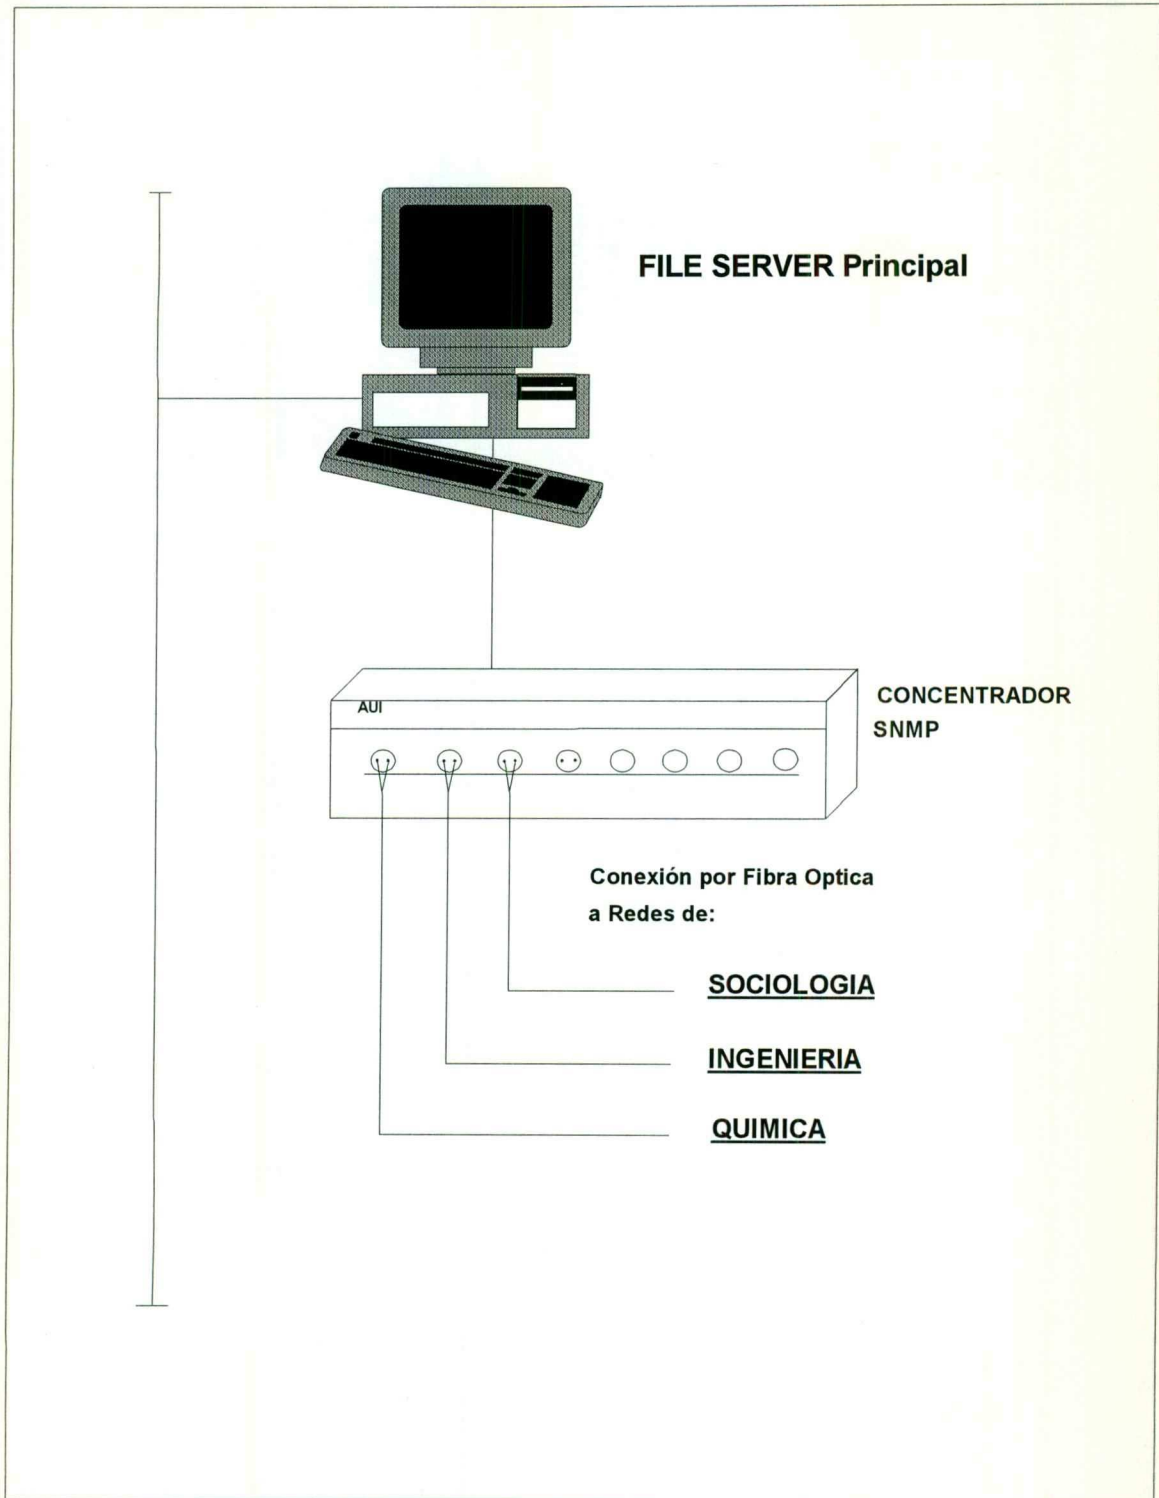 FILE SERVER Principal
CONCENTRADOR
SNMP
AUI
Conexión por Fibra Optica
a Redes de:
SOCIOLOGIA
INGENIERIA
QUIMICA